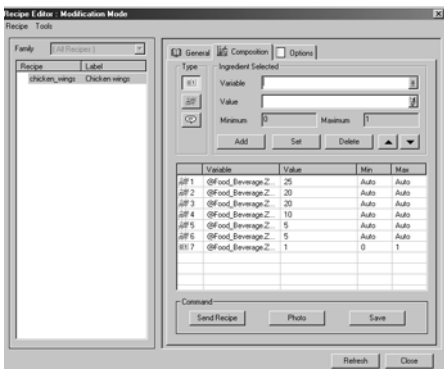 Recipe Editor : Modification Mode
Recipe Tools
Family [All Recipes]
Recipe Label
chicken_wings Chicken wings
General Composition Options
Type Ingredient Selected
Variable
Value
Minimum 0 Maximum 1
Add Set Delete
Variable Value Min Max
1 @Food_Beverage.Z... 25 Auto Auto
2 @Food_Beverage.Z... 20 Auto Auto
3 @Food_Beverage.Z... 20 Auto Auto
4 @Food_Beverage.Z... 10 Auto Auto
5 @Food_Beverage.Z... 5 Auto Auto
6 @Food_Beverage.Z... 5 Auto Auto
7 @Food_Beverage.Z... 1 0 1
Command
Send Recipe Photo Save
Refresh Close